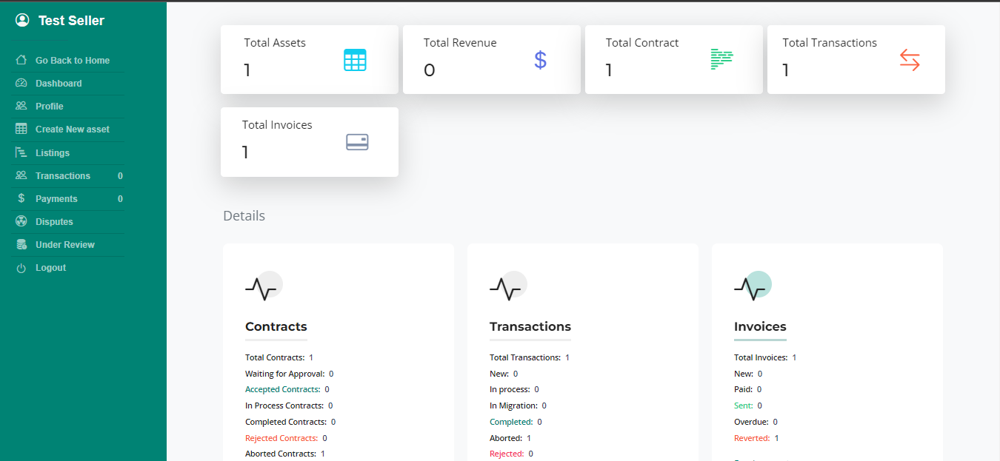 Test Seller
Go Back to Home
Dashboard
Profile
Create New asset
Listings
Transactions 0
Payments 0
Disputes
Under Review
Logout
Total Assets
1
Total Revenue
0
Total Contract
1
Total Transactions
1
Total Invoices
1
Details
Contracts
Total Contracts: 1
Waiting for Approval: 0
Accepted Contracts: 0
In Process Contracts: 0
Completed Contracts: 0
Rejected Contracts: 0
Aborted Contracts: 1
Transactions
Total Transactions: 1
New: 0
In process: 0
In Migration: 0
Completed: 0
Aborted: 1
Rejected: 0
Invoices
Total Invoices: 1
New: 0
Paid: 0
Sent: 0
Overdue: 0
Reverted: 1